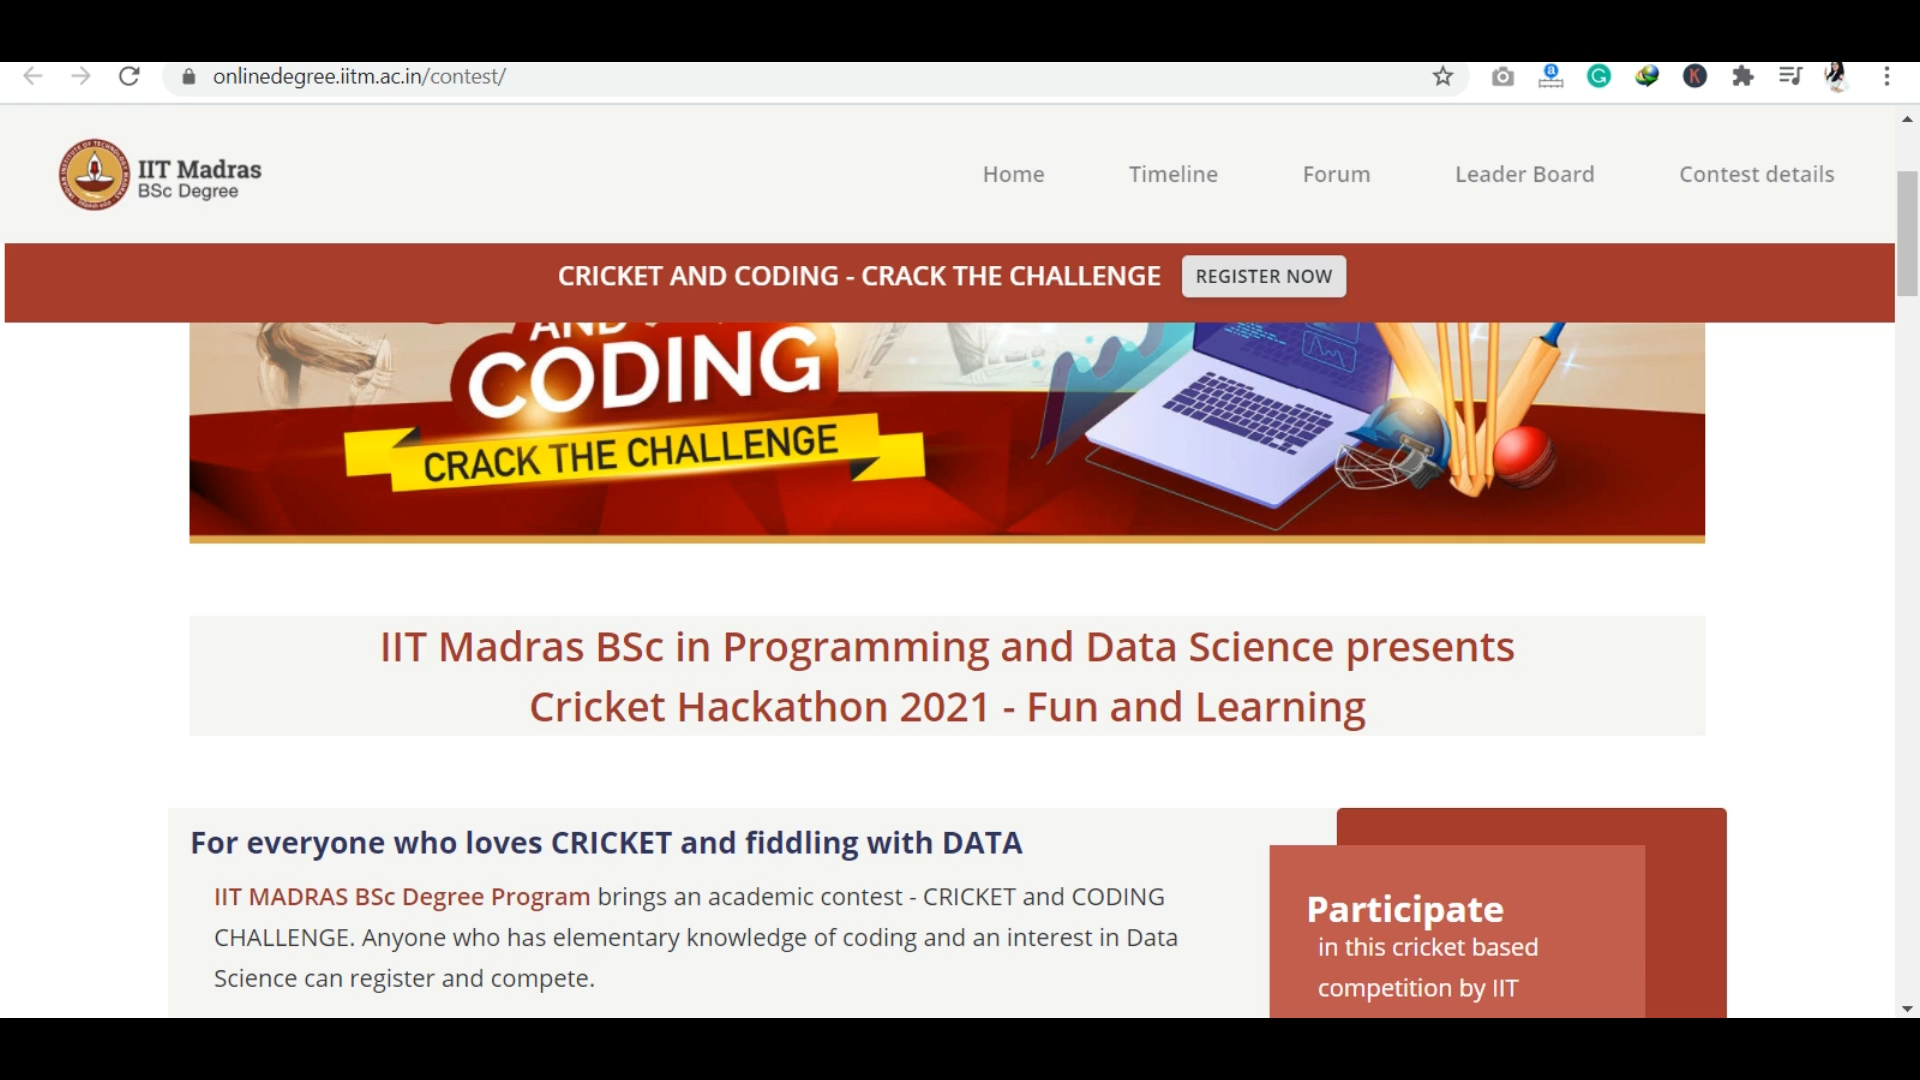 onlinedegree.iitm.ac.in/contest/
IIT Madras
BSc Degree
Home
Timeline
Forum
Leader Board
Contest details
CRICKET AND CODING - CRACK THE CHALLENGE
REGISTER NOW
AND
CODING
CRACK THE CHALLENGE
IIT Madras BSc in Programming and Data Science presents
Cricket Hackathon 2021 - Fun and Learning
For everyone who loves CRICKET and fiddling with DATA
IIT MADRAS BSc Degree Program brings an academic contest - CRICKET and CODING
CHALLENGE. Anyone who has elementary knowledge of coding and an interest in Data
Science can register and compete.
Participate
in this cricket based
competition by IIT